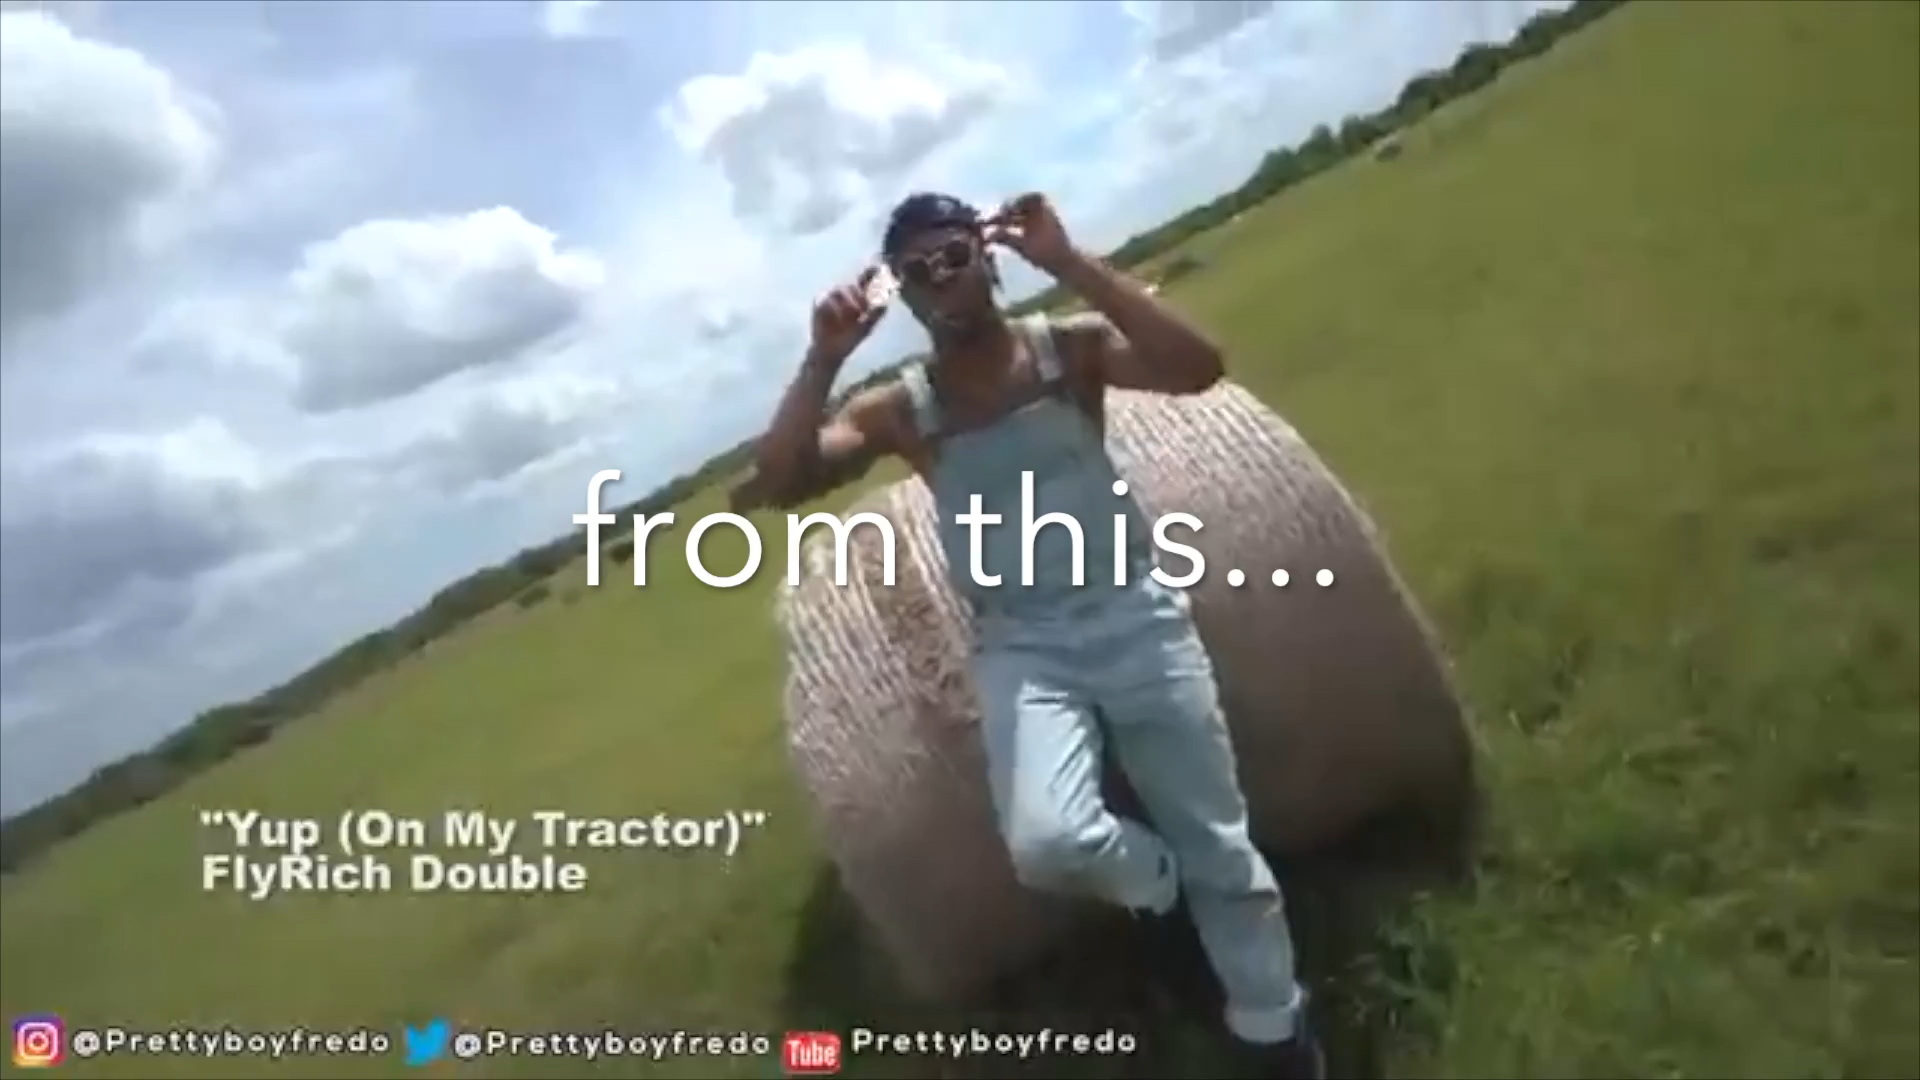 from this...
"Yup (On My Tractor)"
FlyRich Double
@Prettyboyfredo @Prettyboyfredo Tube Prettyboyfredo